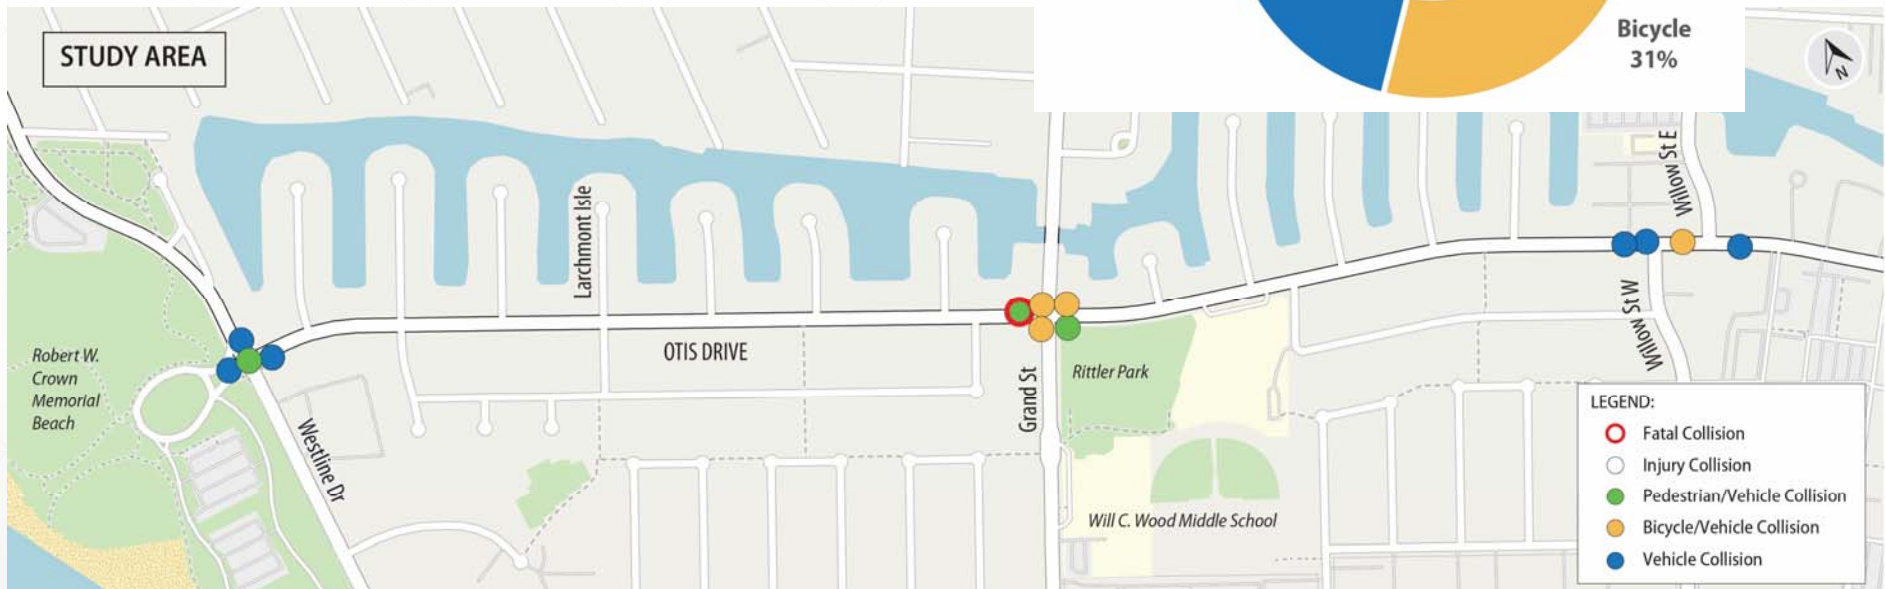 STUDY AREA
Bicycle
31%
N
Willow St E
Larchmont Isle
OTIS DRIVE
Willow St W
Robert W.
Crown
Memorial
Beach
Westline Dr
Grand St
Rittler Park
Will C. Wood Middle School
LEGEND:
Fatal Collision
Injury Collision
Pedestrian/Vehicle Collision
Bicycle/Vehicle Collision
Vehicle Collision